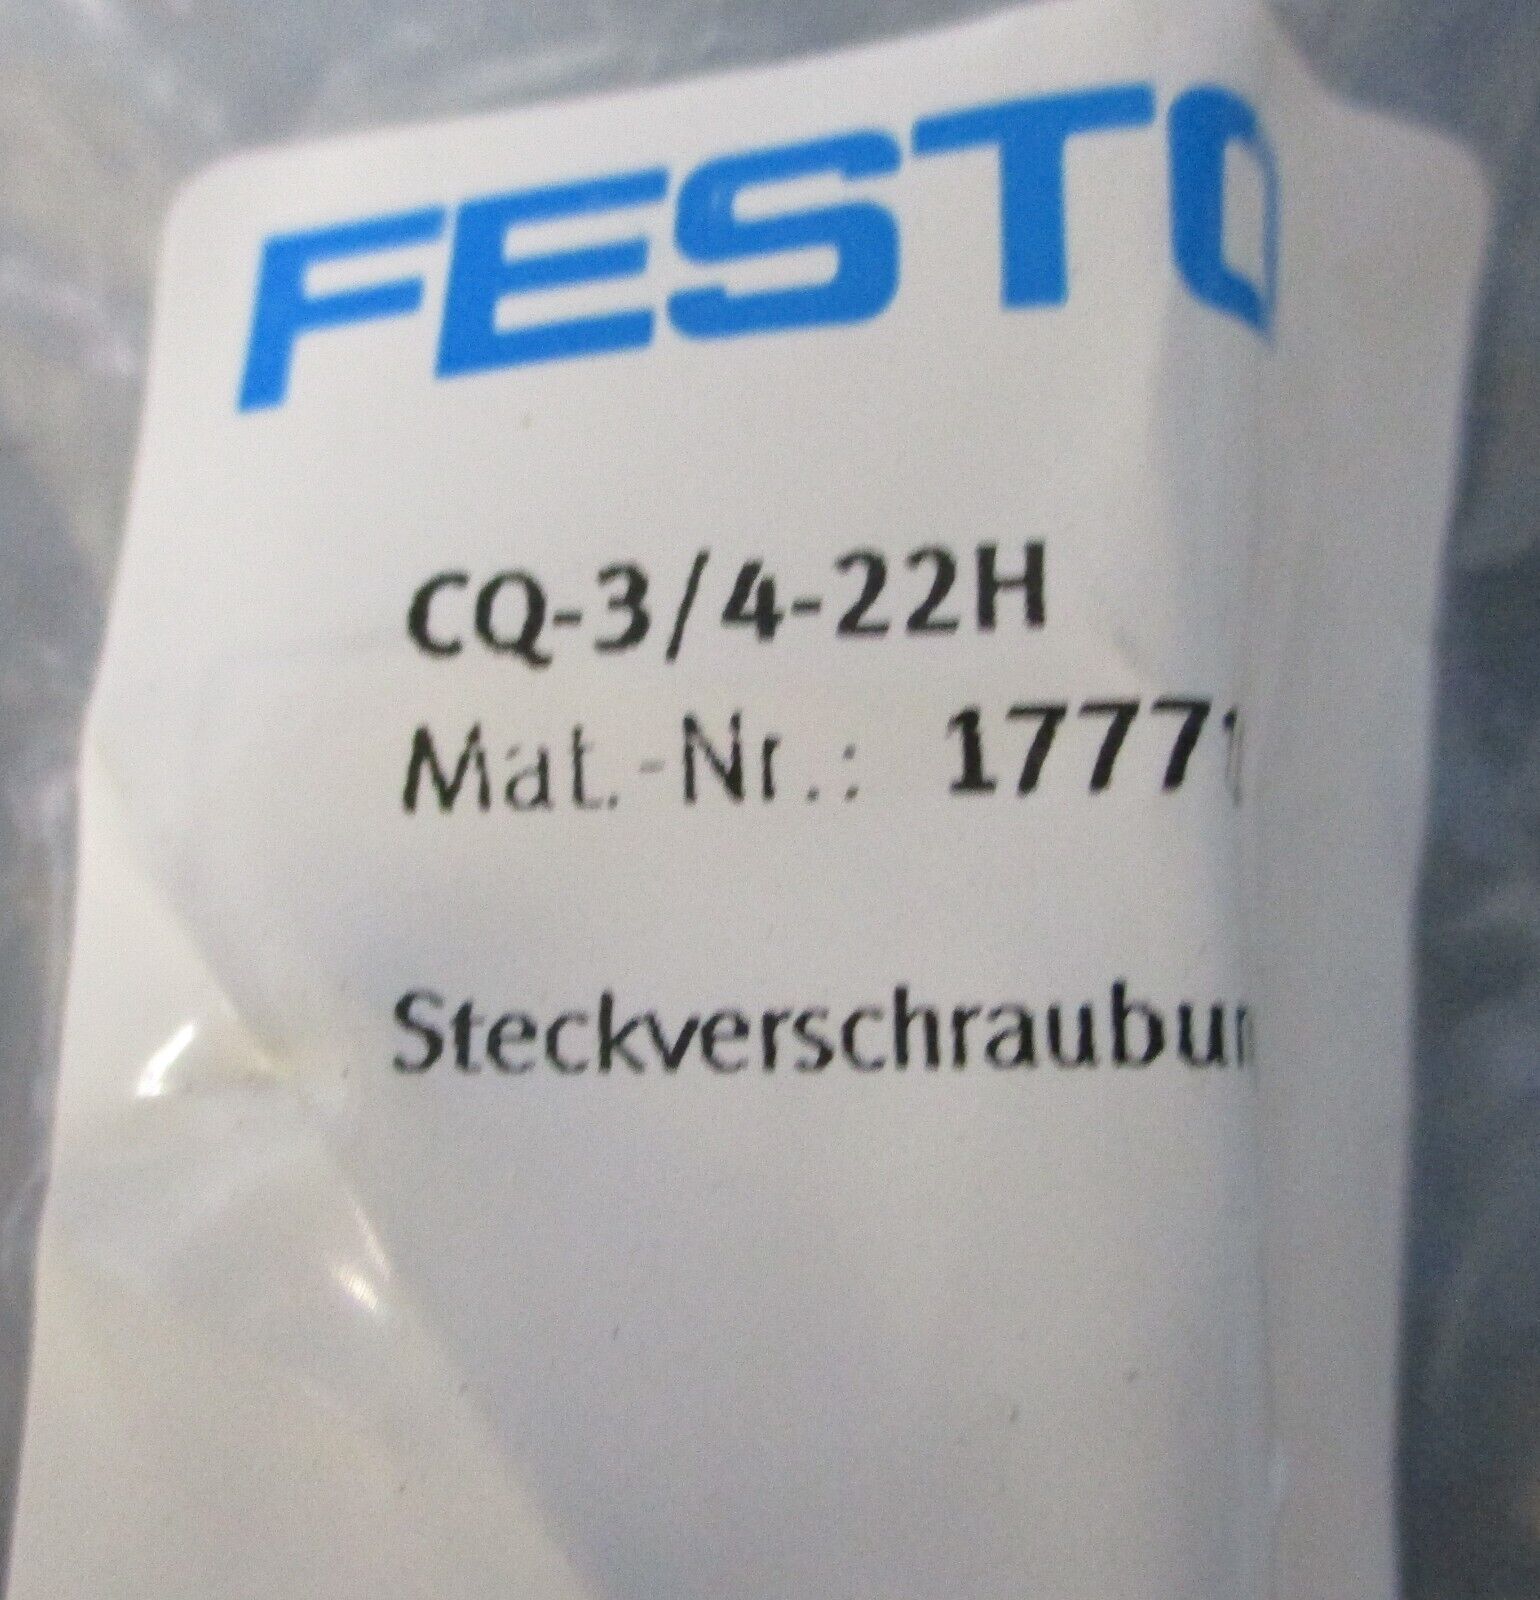 FESTO
CQ-3/4-22H
Mat.-Nr.: 1777
Steckverschraubun